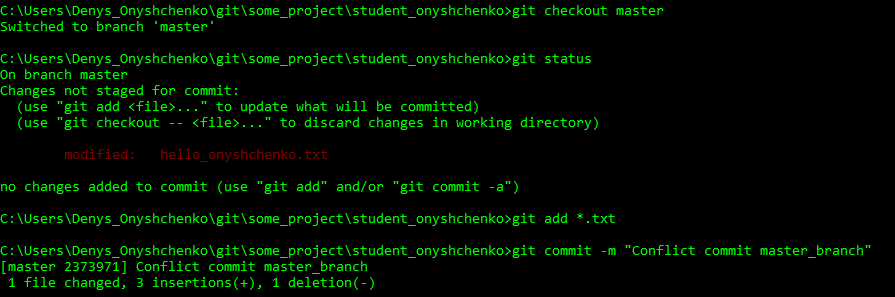 C:\Users\Denys_Onyshchenko\git\some_project\student_onyshchenko>git checkout master
Switched to branch 'master'
C:\Users\Denys_Onyshchenko\git\some_project\student_onyshchenko>git status
On branch master
Changes not staged for commit:
  (use "git add <file>..." to update what will be committed)
  (use "git checkout -- <file>..." to discard changes in working directory)
        modified:   hello_onyshchenko.txt
no changes added to commit (use "git add" and/or "git commit -a")
C:\Users\Denys_Onyshchenko\git\some_project\student_onyshchenko>git add *.txt
C:\Users\Denys_Onyshchenko\git\some_project\student_onyshchenko>git commit -m "Conflict commit master_branch"
[master 2373971] Conflict commit master_branch
 1 file changed, 3 insertions(+), 1 deletion(-)